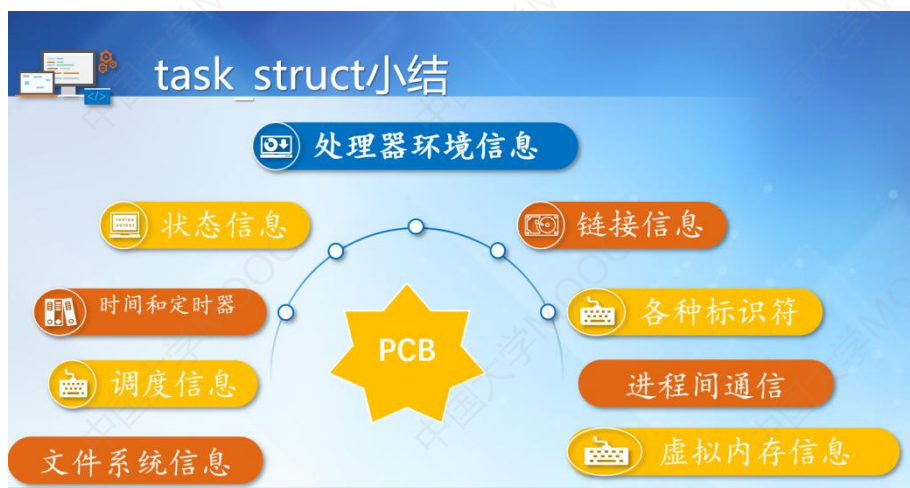 task_struct小结
处理器环境信息
状态信息
链接信息
时间和定时器
各种标识符
PCB
调度信息
进程间通信
文件系统信息
虚拟内存信息